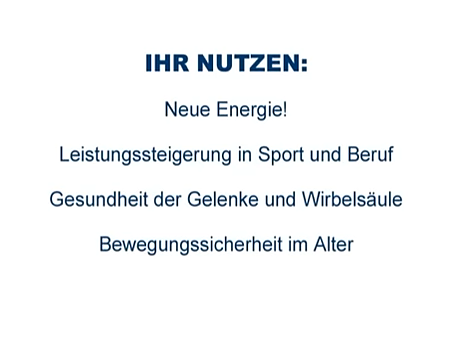 IHR NUTZEN:
Neue Energie!
Leistungssteigerung in Sport und Beruf
Gesundheit der Gelenke und Wirbelsäule
Bewegungssicherheit im Alter